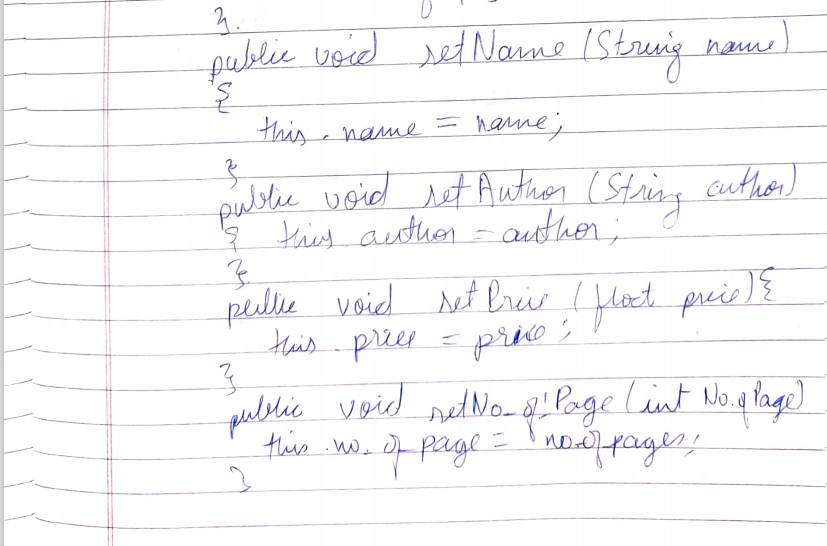 }.
public void setName (String name)
{
this . name = name;
}
public void setAuthor (String author)
{ this author = author;
}
public void setPrice (float price) {
this . price = price ;
}
public void setNo_of_Page (int No.of Page)
this . no. of page = no-of-pages;
}